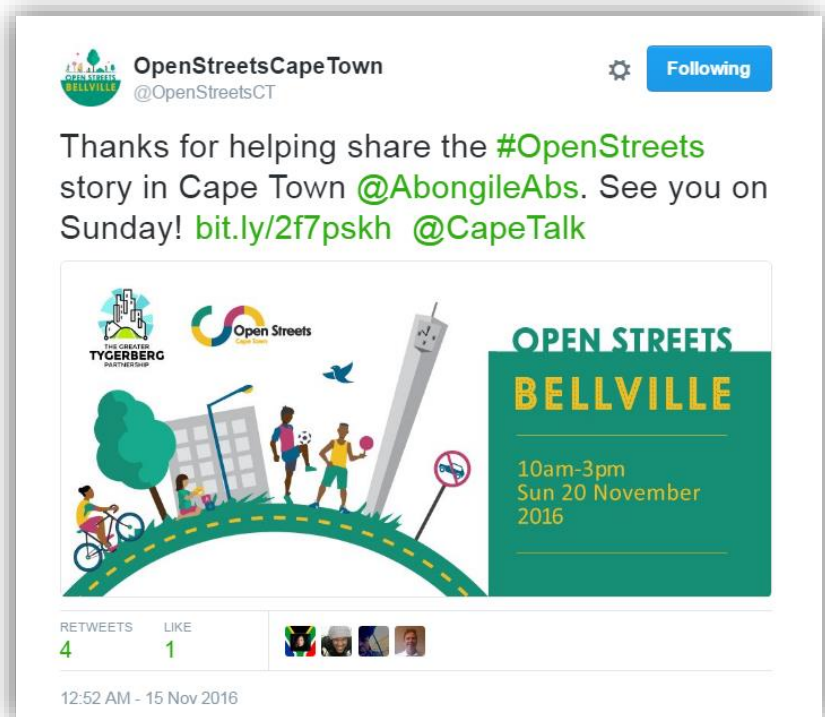 OPEN STREETS
BELLVILLE
OpenStreetsCapeTown
@OpenStreetsCT
Following
Thanks for helping share the #OpenStreets
story in Cape Town @AbongileAbs. See you on
Sunday! bit.ly/2f7pskh @CapeTalk
THE GREATER
TYGERBERG
PARTNERSHIP
Open Streets
Cape Town
OPEN STREETS
BELLVILLE
10am-3pm
Sun 20 November
2016
RETWEETS
4
LIKE
1
12:52 AM - 15 Nov 2016